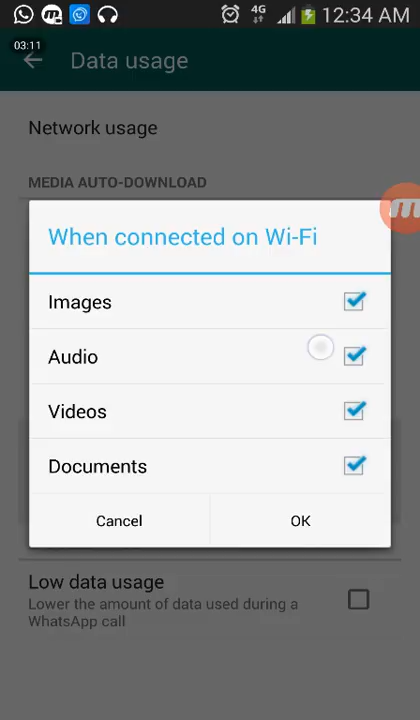 4G
12:34 AM
03:11
Data usage
Network usage
MEDIA AUTO-DOWNLOAD
When connected on Wi-Fi
Images
Audio
Videos
Documents
Cancel
OK
Low data usage
Lower the amount of data used during a
WhatsApp call